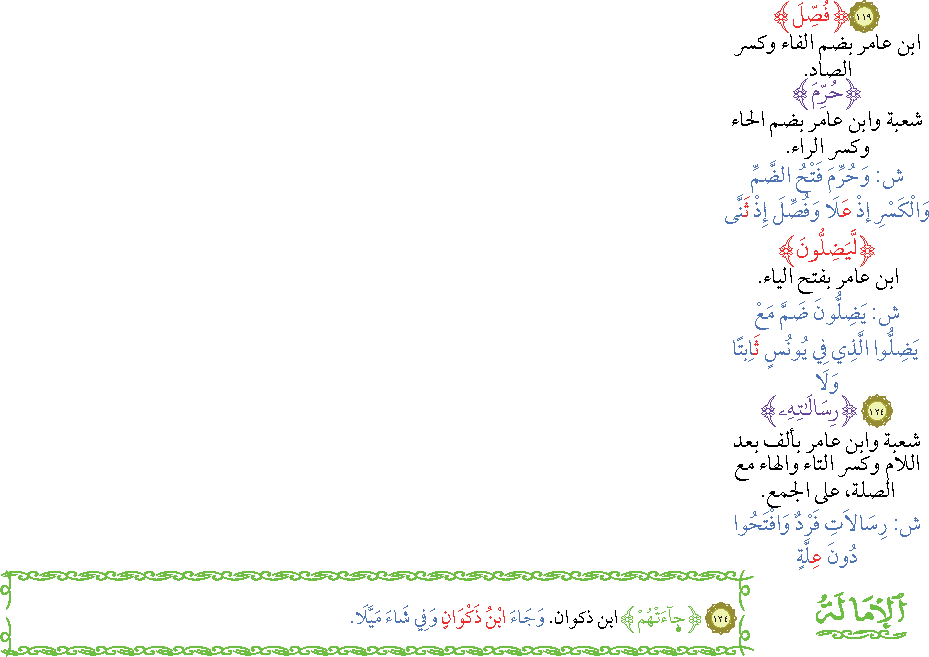 ١١٩ ﴿فُصِّلَ﴾
ابن عامر بضم الفاء وكسر
الصاد.
﴿حُرِّمَ﴾
شعبة وابن عامر بضم الحاء
وكسر الراء.
ش: وَحُرِّمَ فَتْحُ الضَّمِّ
وَالْكَسْرِ إِذْ عَلَا وَفُصِّلَ إِذْ ثَنَّى
﴿لَّيَضِلُّونَ﴾
ابن عامر بفتح الياء.
ش: يَضِلُّونَ ضَمَّ مَعْ
يَضِلُّوا الَّذِي فِي يُونُسٍ ثَابِتًا
وَلَا
١٢٤ ﴿رِسَالَٰتِهِۦ﴾
شعبة وابن عامر بألف بعد
اللام وكسر التاء والهاء مع
الصلة، على الجمع.
ش: رِسَالاَتِ فَرْدٌ وَافْتَحُوا
دُونَ عِلَّةٍ
ٱلْإِمَالَةُ
١٢٤ ﴿جَآءَتْهُمْ﴾ ابن ذكوان. وَجَاءَ ابْنُ ذَكْوَانٍ وَفِي شَاءَ مَيَّلَا.